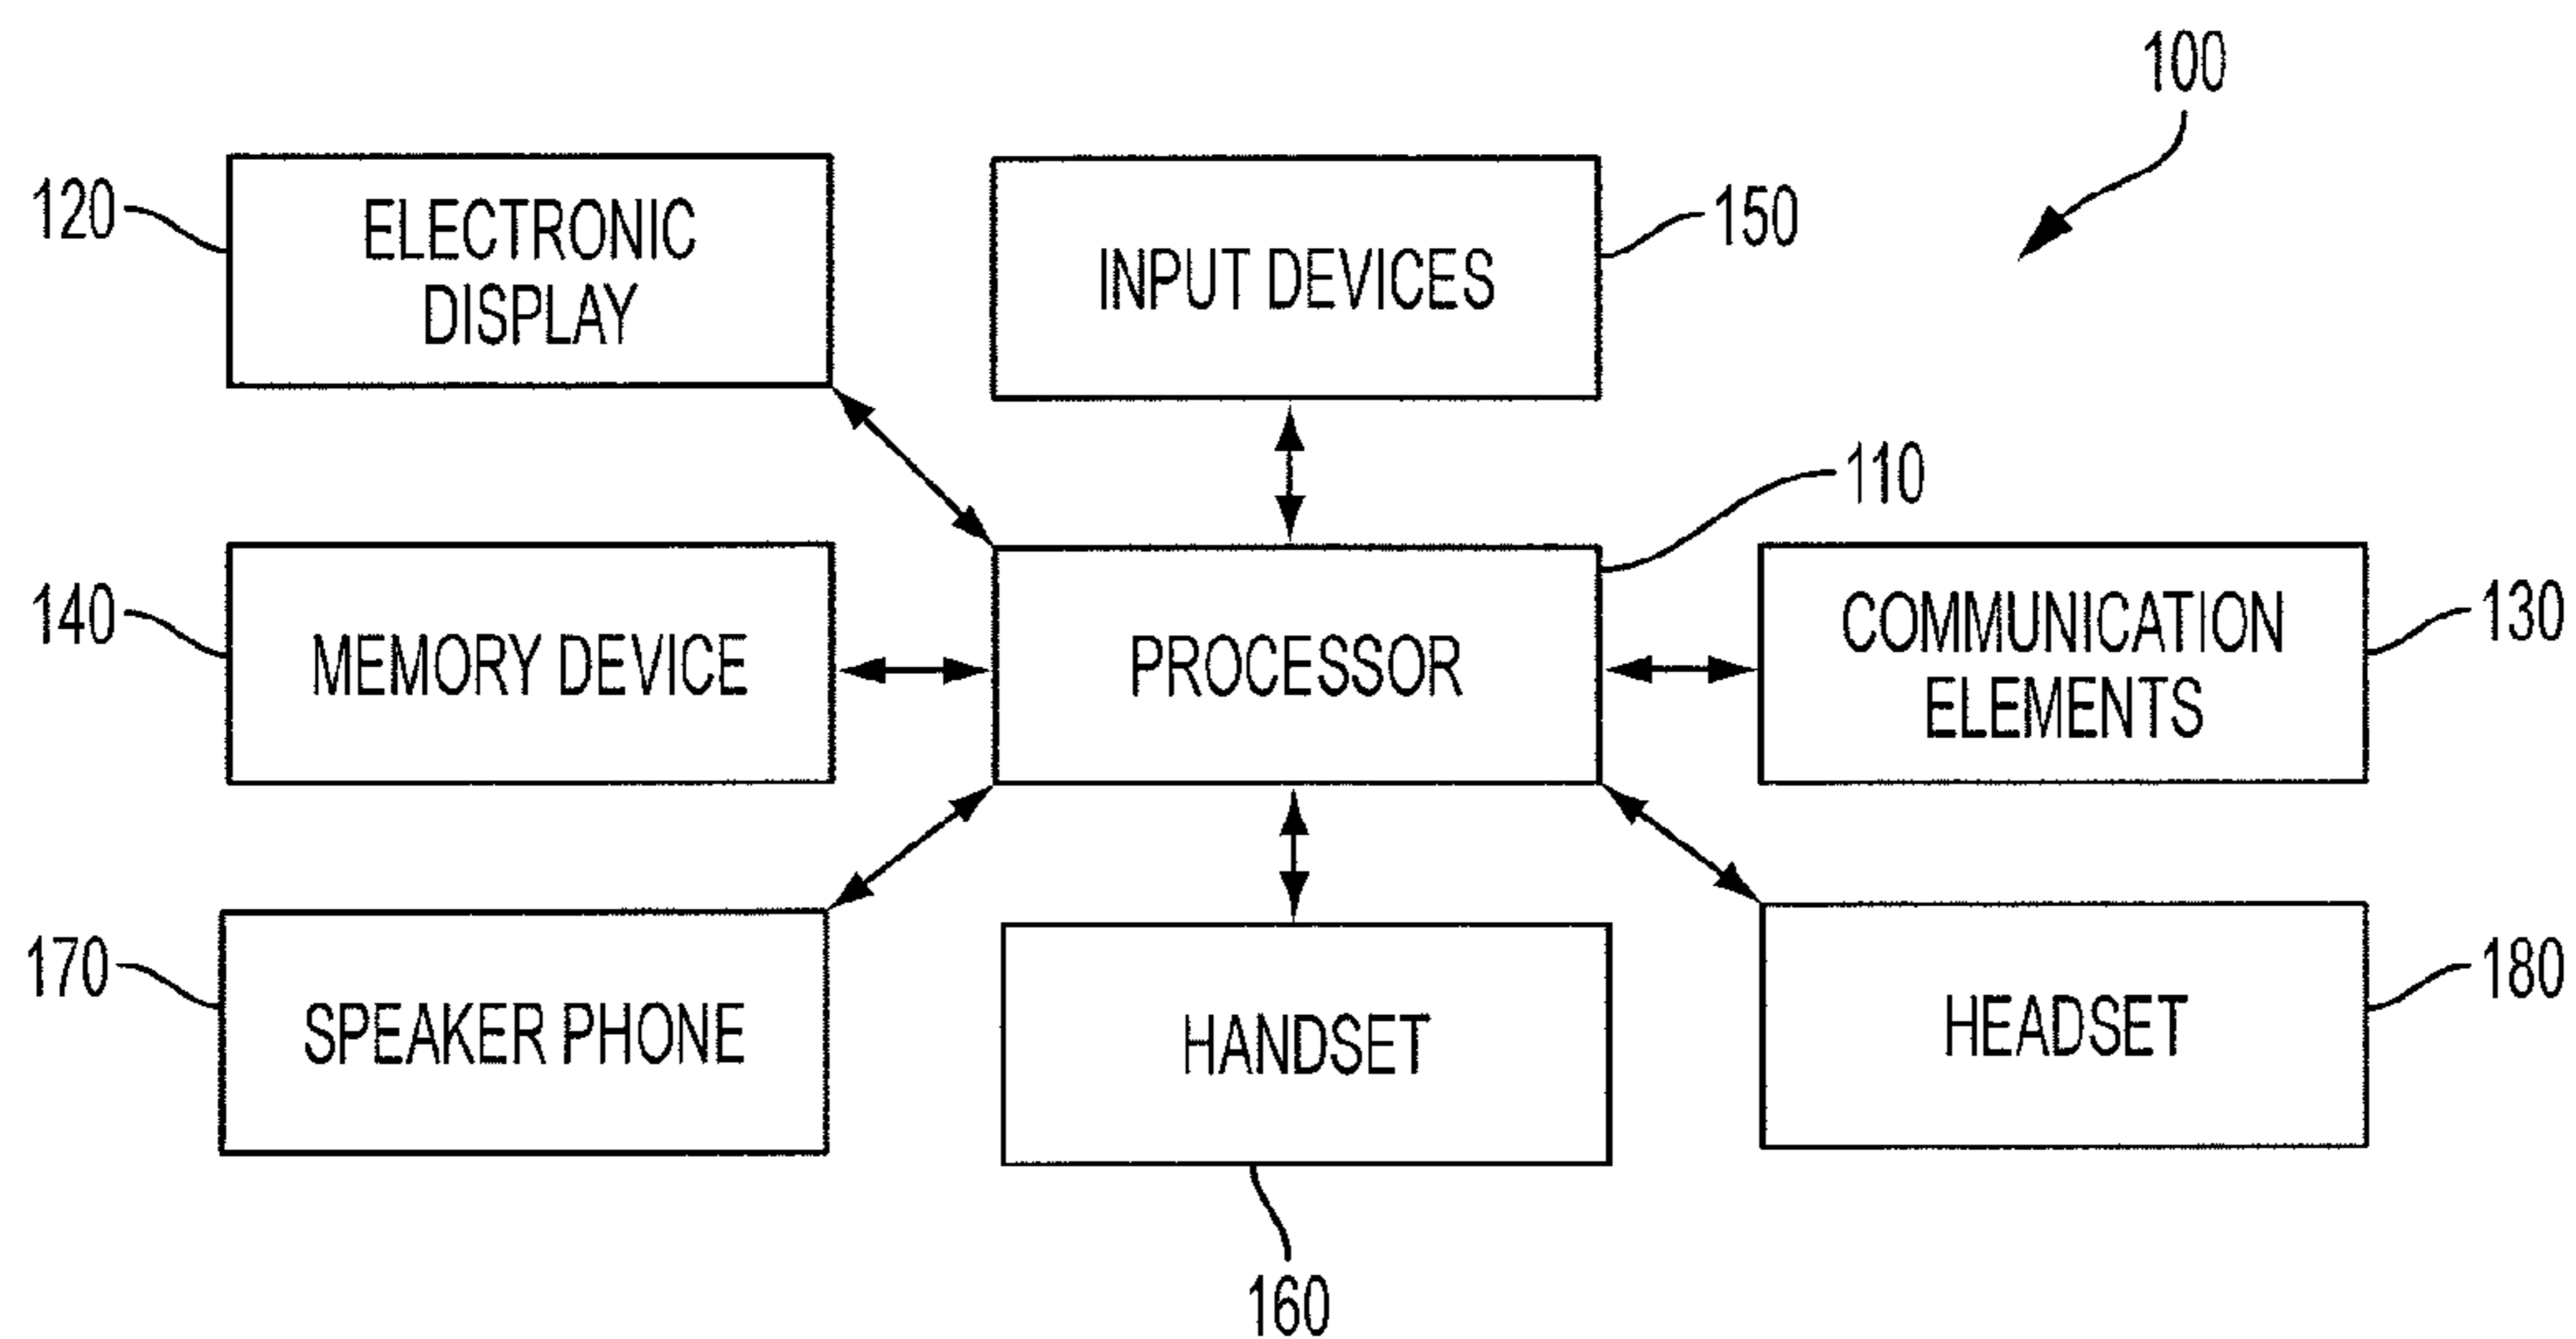 100
120
ELECTRONIC
DISPLAY
INPUT DEVICES
150
110
140
MEMORY DEVICE
PROCESSOR
COMMUNICATION
ELEMENTS
130
170
SPEAKER PHONE
HANDSET
HEADSET
180
160